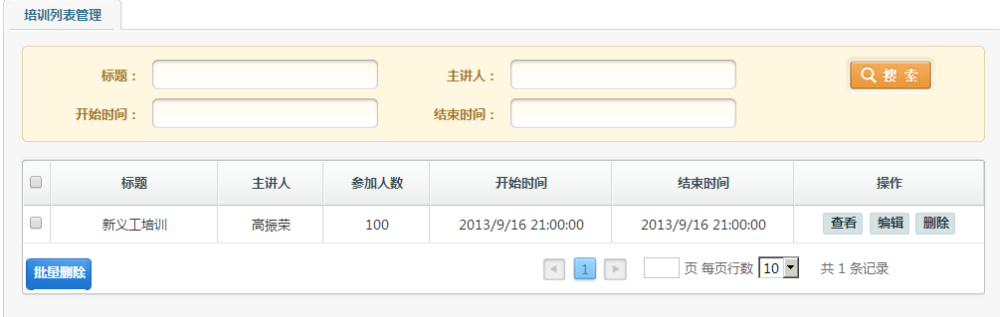 培训列表管理
标题： 主讲人： 搜 索
开始时间： 结束时间：
标题 主讲人 参加人数 开始时间 结束时间 操作
新义工培训 高振荣 100 2013/9/16 21:00:00 2013/9/16 21:00:00 查看 编辑 删除
批量删除 1 页 每页行数 10 共 1 条记录